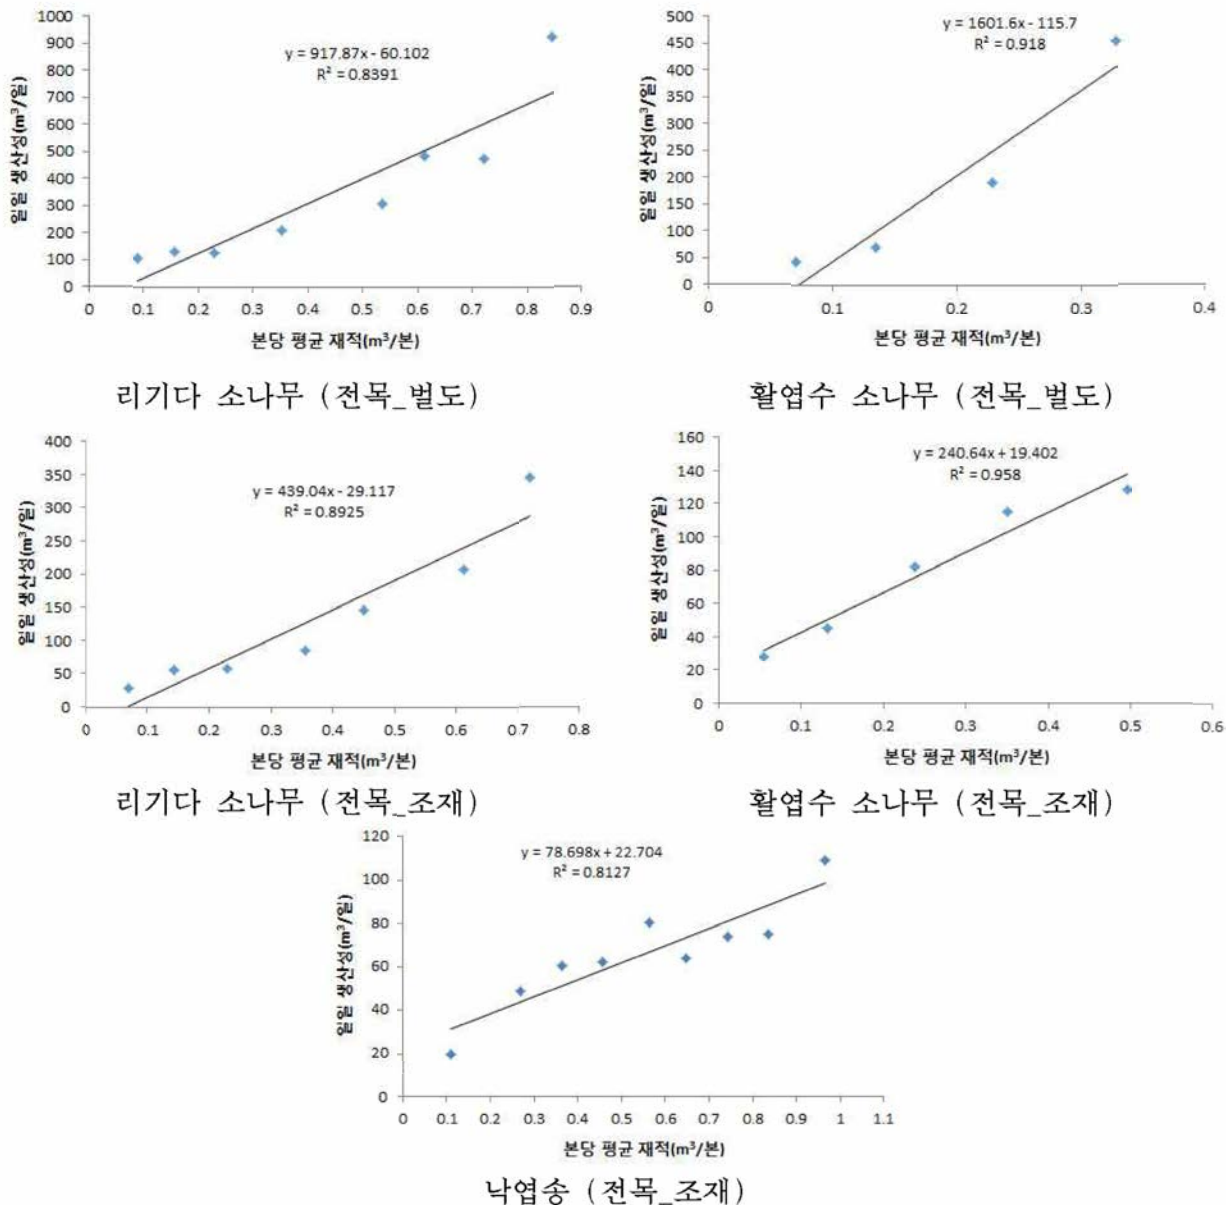 1000
900
800
700
600
500
400
300
200
100
0
일일 생산성(m³/일)
y = 917.87x - 60.102
R² = 0.8391
0 0.1 0.2 0.3 0.4 0.5 0.6 0.7 0.8 0.9
본당 평균 재적(m³/본)
리기다 소나무 (전목_벌도)
500
450
400
350
300
250
200
150
100
50
0
일일 생산성(m³/일)
y = 1601.6x - 115.7
R² = 0.918
0 0.1 0.2 0.3 0.4
본당 평균 재적(m³/본)
활엽수 소나무 (전목_벌도)
400
350
300
250
200
150
100
50
0
일일 생산성(m³/일)
y = 439.04x - 29.117
R² = 0.8925
0 0.1 0.2 0.3 0.4 0.5 0.6 0.7 0.8
본당 평균 재적(m³/본)
리기다 소나무 (전목_조재)
160
140
120
100
80
60
40
20
0
일일 생산성(m³/일)
y = 240.64x + 19.402
R² = 0.958
0 0.1 0.2 0.3 0.4 0.5 0.6
본당 평균 재적(m³/본)
활엽수 소나무 (전목_조재)
120
100
80
60
40
20
0
일일 생산성(m³/일)
y = 78.698x + 22.704
R² = 0.8127
0 0.1 0.2 0.3 0.4 0.5 0.6 0.7 0.8 0.9 1 1.1
본당 평균 재적(m³/본)
낙엽송 (전목_조재)